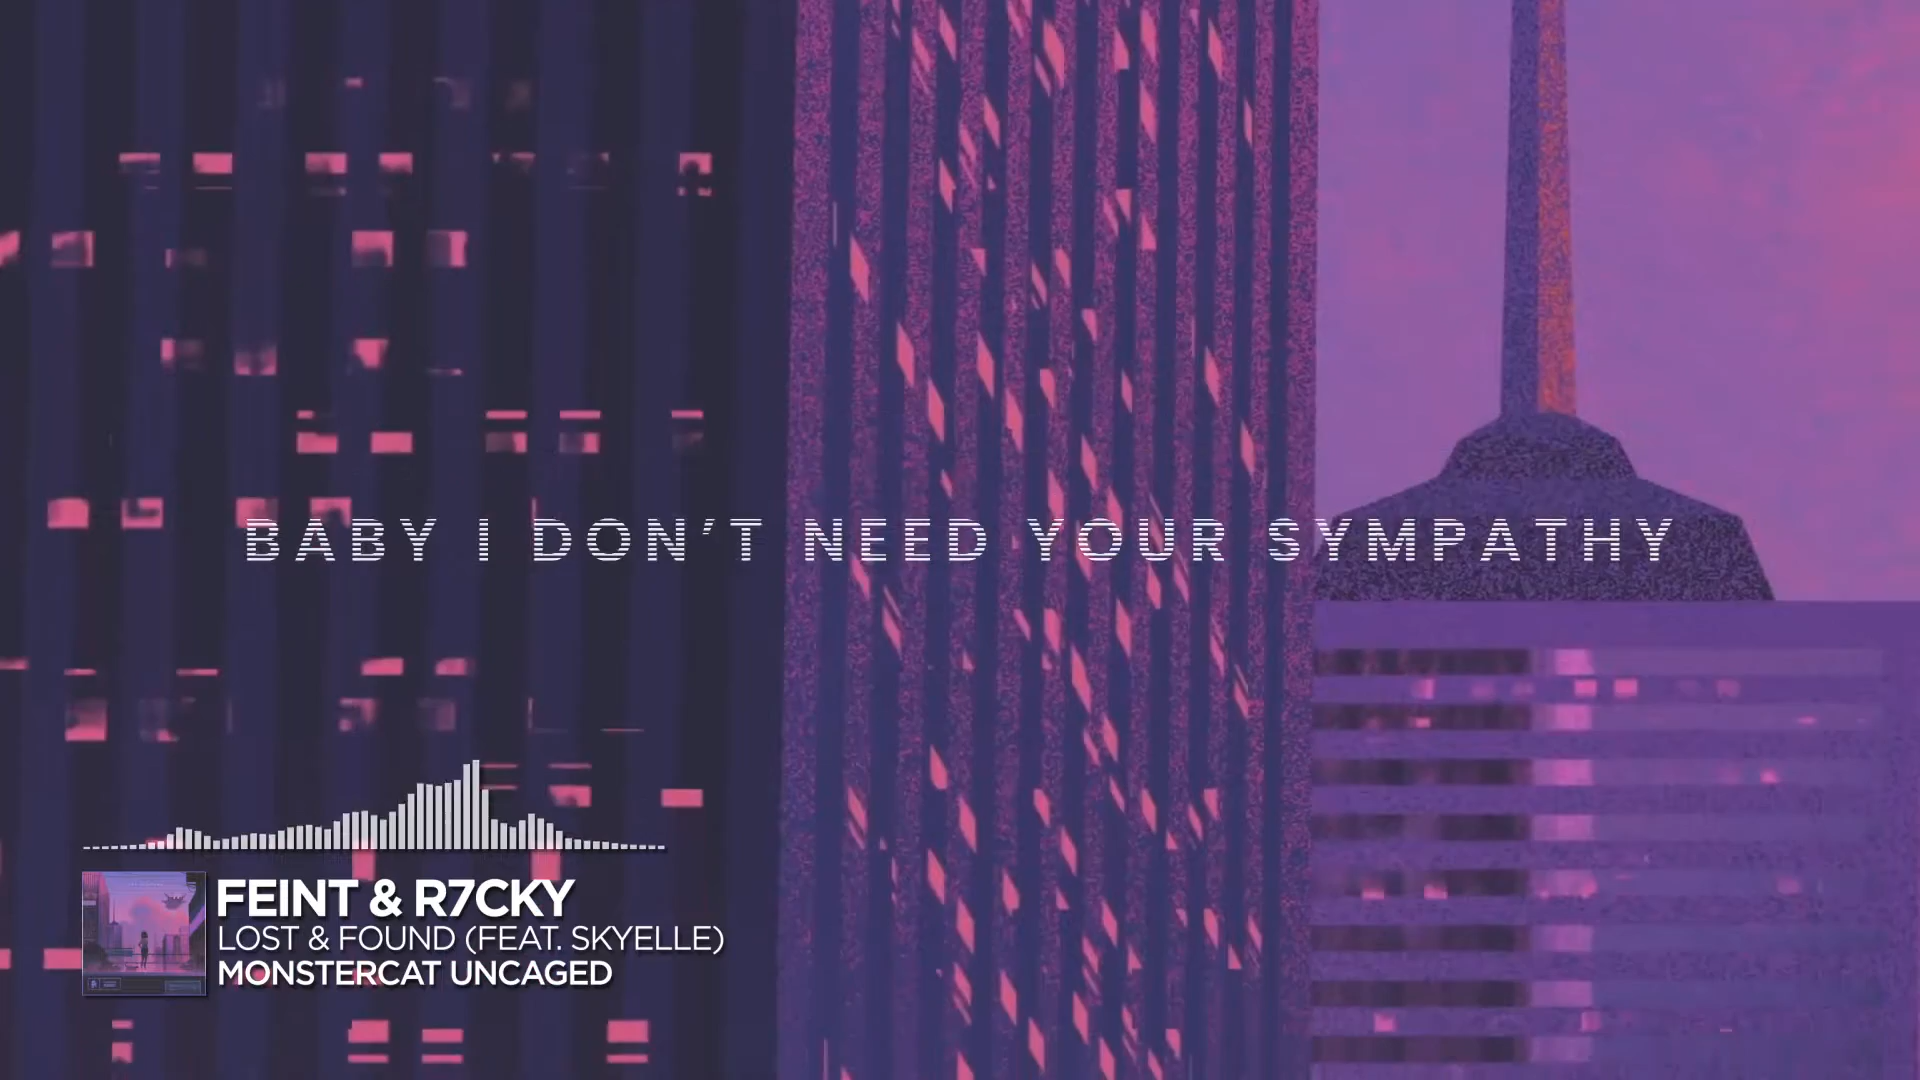 BABY I DON'T NEED YOUR SYMPATHY
FEINT & R7CKY
LOST & FOUND (FEAT. SKYELLE)
MONSTERCAT UNCAGED